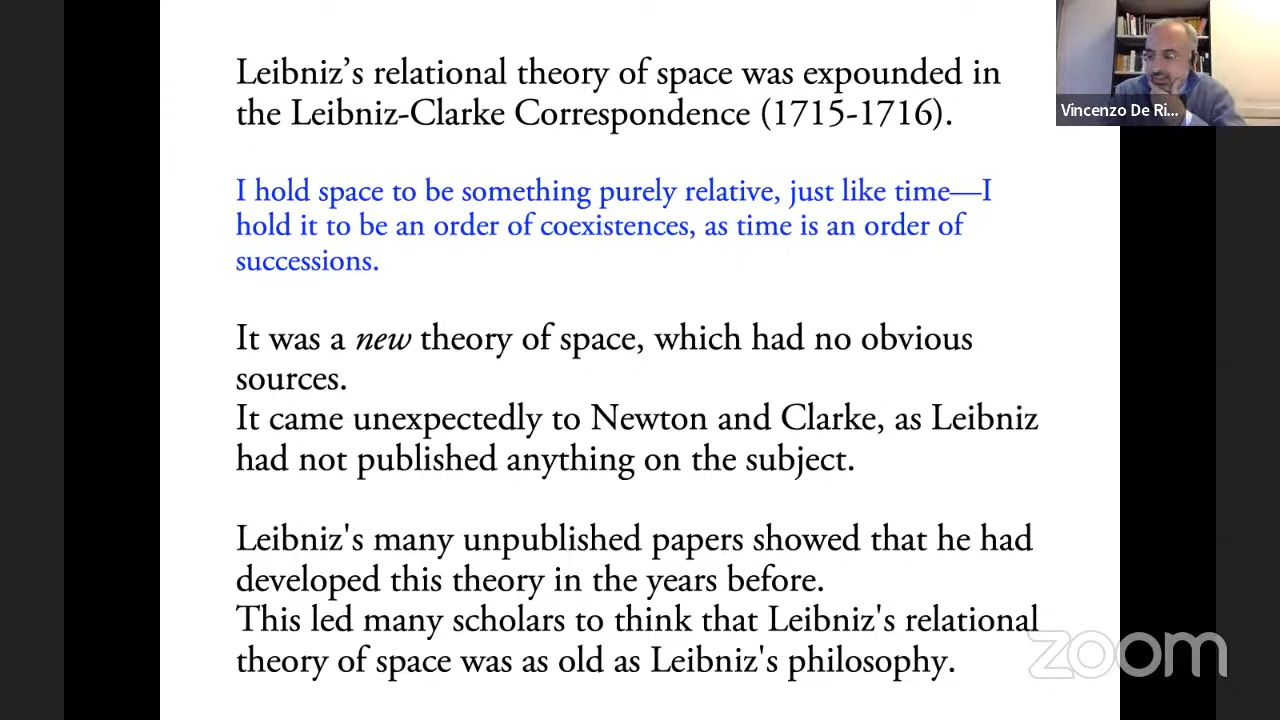 Leibniz’s relational theory of space was expounded in
the Leibniz-Clarke Correspondence (1715-1716).
I hold space to be something purely relative, just like time—I
hold it to be an order of coexistences, as time is an order of
successions.
It was a new theory of space, which had no obvious
sources.
It came unexpectedly to Newton and Clarke, as Leibniz
had not published anything on the subject.
Leibniz's many unpublished papers showed that he had
developed this theory in the years before.
This led many scholars to think that Leibniz's relational
theory of space was as old as Leibniz's philosophy.
Vincenzo De Ri...
zoom